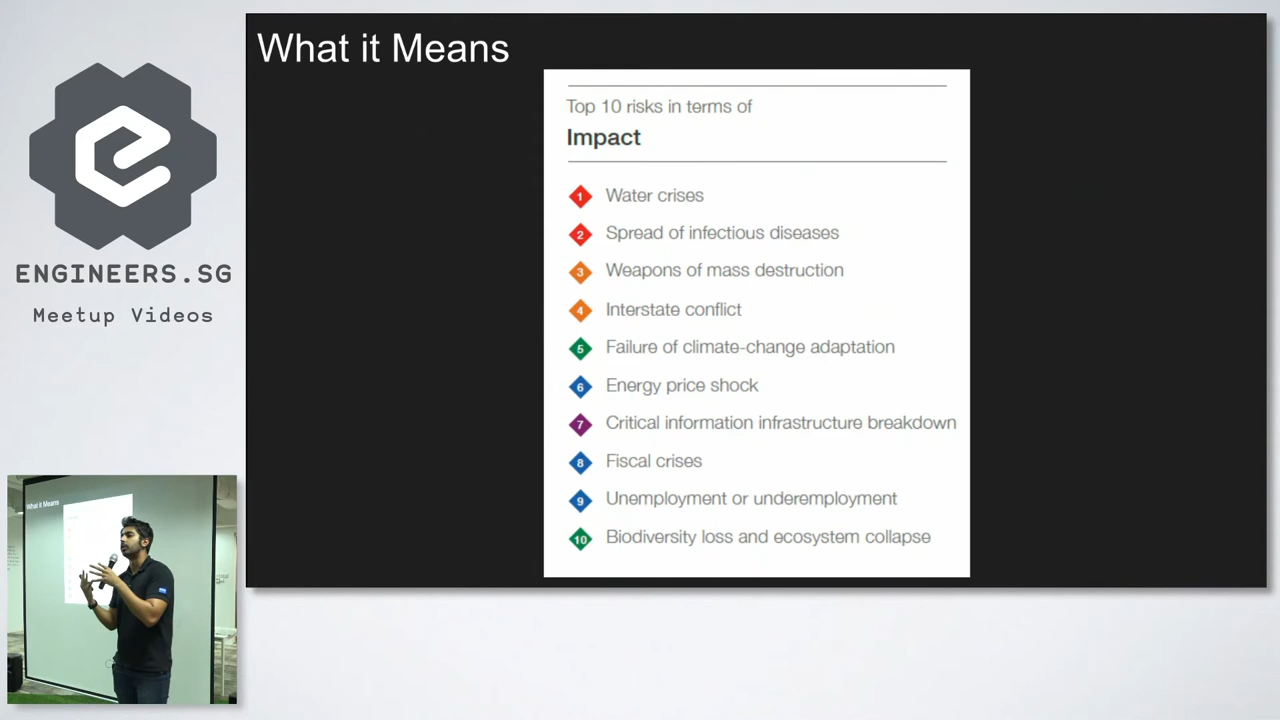 What it Means
Top 10 risks in terms of
Impact
1 Water crises
2 Spread of infectious diseases
3 Weapons of mass destruction
4 Interstate conflict
5 Failure of climate-change adaptation
6 Energy price shock
7 Critical information infrastructure breakdown
8 Fiscal crises
9 Unemployment or underemployment
10 Biodiversity loss and ecosystem collapse
ENGINEERS.SG
Meetup Videos
What it Means